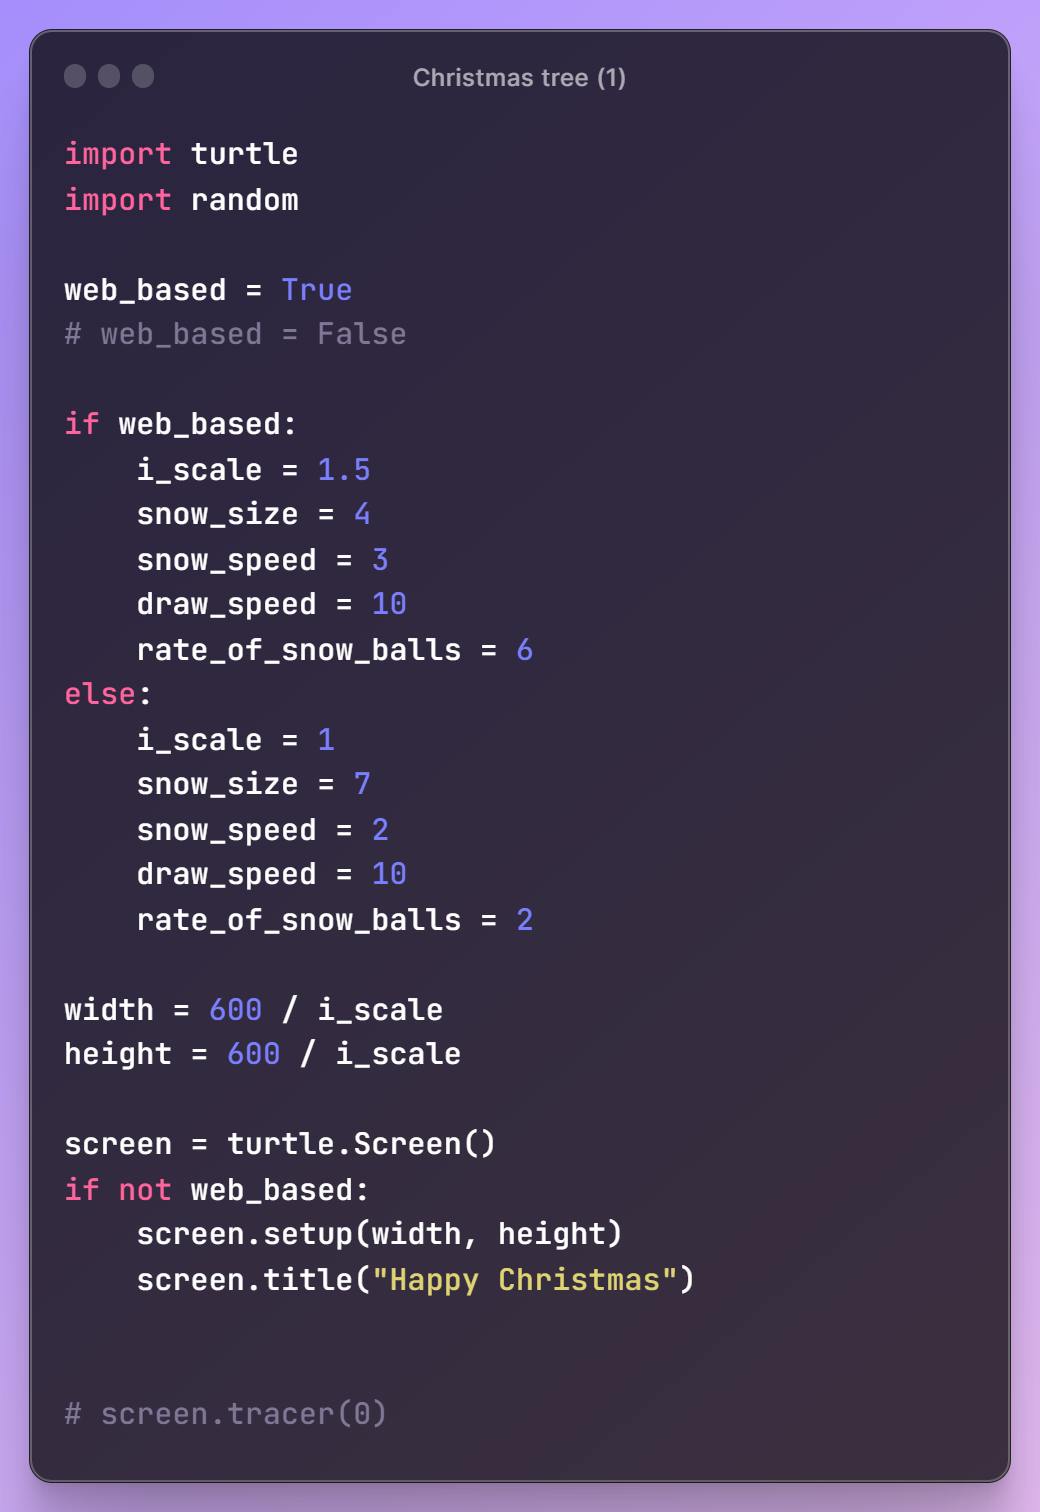 Christmas tree (1)
import turtle
import random

web_based = True
# web_based = False

if web_based:
    i_scale = 1.5
    snow_size = 4
    snow_speed = 3
    draw_speed = 10
    rate_of_snow_balls = 6
else:
    i_scale = 1
    snow_size = 7
    snow_speed = 2
    draw_speed = 10
    rate_of_snow_balls = 2

width = 600 / i_scale
height = 600 / i_scale

screen = turtle.Screen()
if not web_based:
    screen.setup(width, height)
    screen.title("Happy Christmas")


# screen.tracer(0)